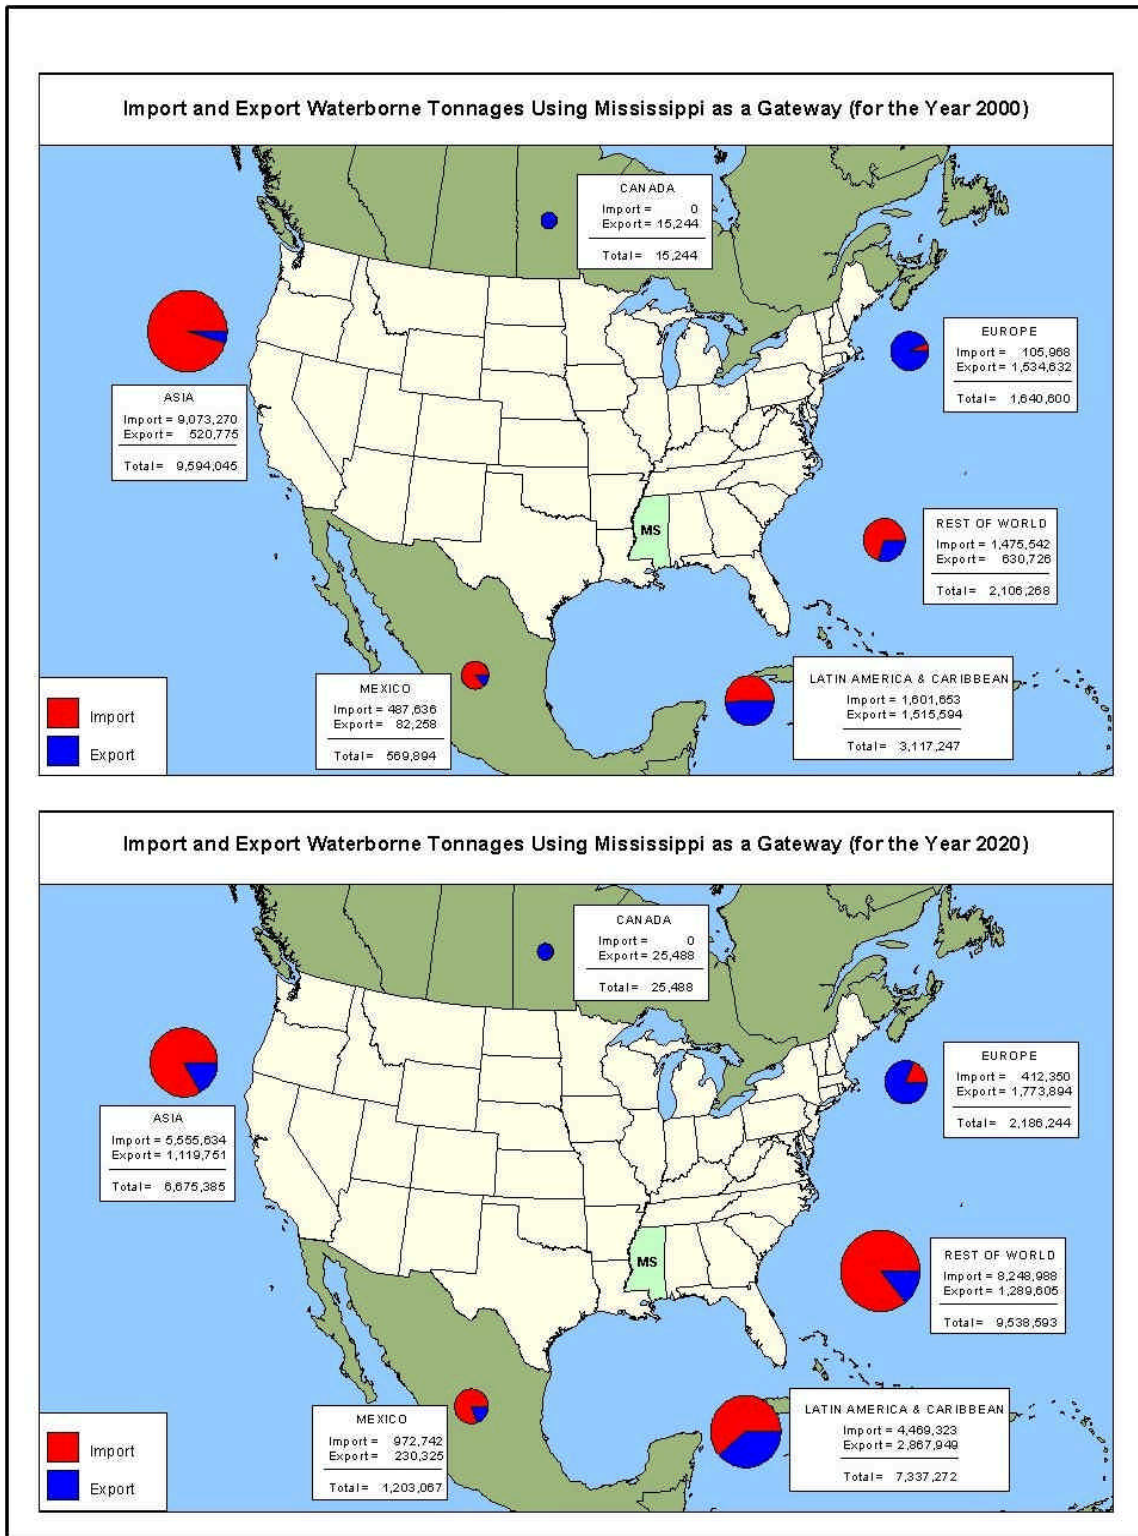 Import and Export Waterborne Tonnages Using Mississippi as a Gateway (for the Year 2000)
CANADA
Import = 0
Export = 15,244
Total = 15,244
EUROPE
Import = 105,968
Export = 1,534,632
Total = 1,640,600
ASIA
Import = 9,073,270
Export = 520,775
Total = 9,594,045
REST OF WORLD
Import = 1,475,542
Export = 630,726
Total = 2,106,268
MS
MEXICO
Import = 487,636
Export = 82,258
Total = 569,894
LATIN AMERICA & CARIBBEAN
Import = 1,601,653
Export = 1,515,594
Total = 3,117,247
Import
Export
Import and Export Waterborne Tonnages Using Mississippi as a Gateway (for the Year 2020)
CANADA
Import = 0
Export = 25,488
Total = 25,488
EUROPE
Import = 412,350
Export = 1,773,894
Total = 2,186,244
ASIA
Import = 5,555,634
Export = 1,119,751
Total = 6,675,385
REST OF WORLD
Import = 8,248,988
Export = 1,289,605
Total = 9,538,593
MS
MEXICO
Import = 972,742
Export = 230,325
Total = 1,203,067
LATIN AMERICA & CARIBBEAN
Import = 4,469,323
Export = 2,867,949
Total = 7,337,272
Import
Export